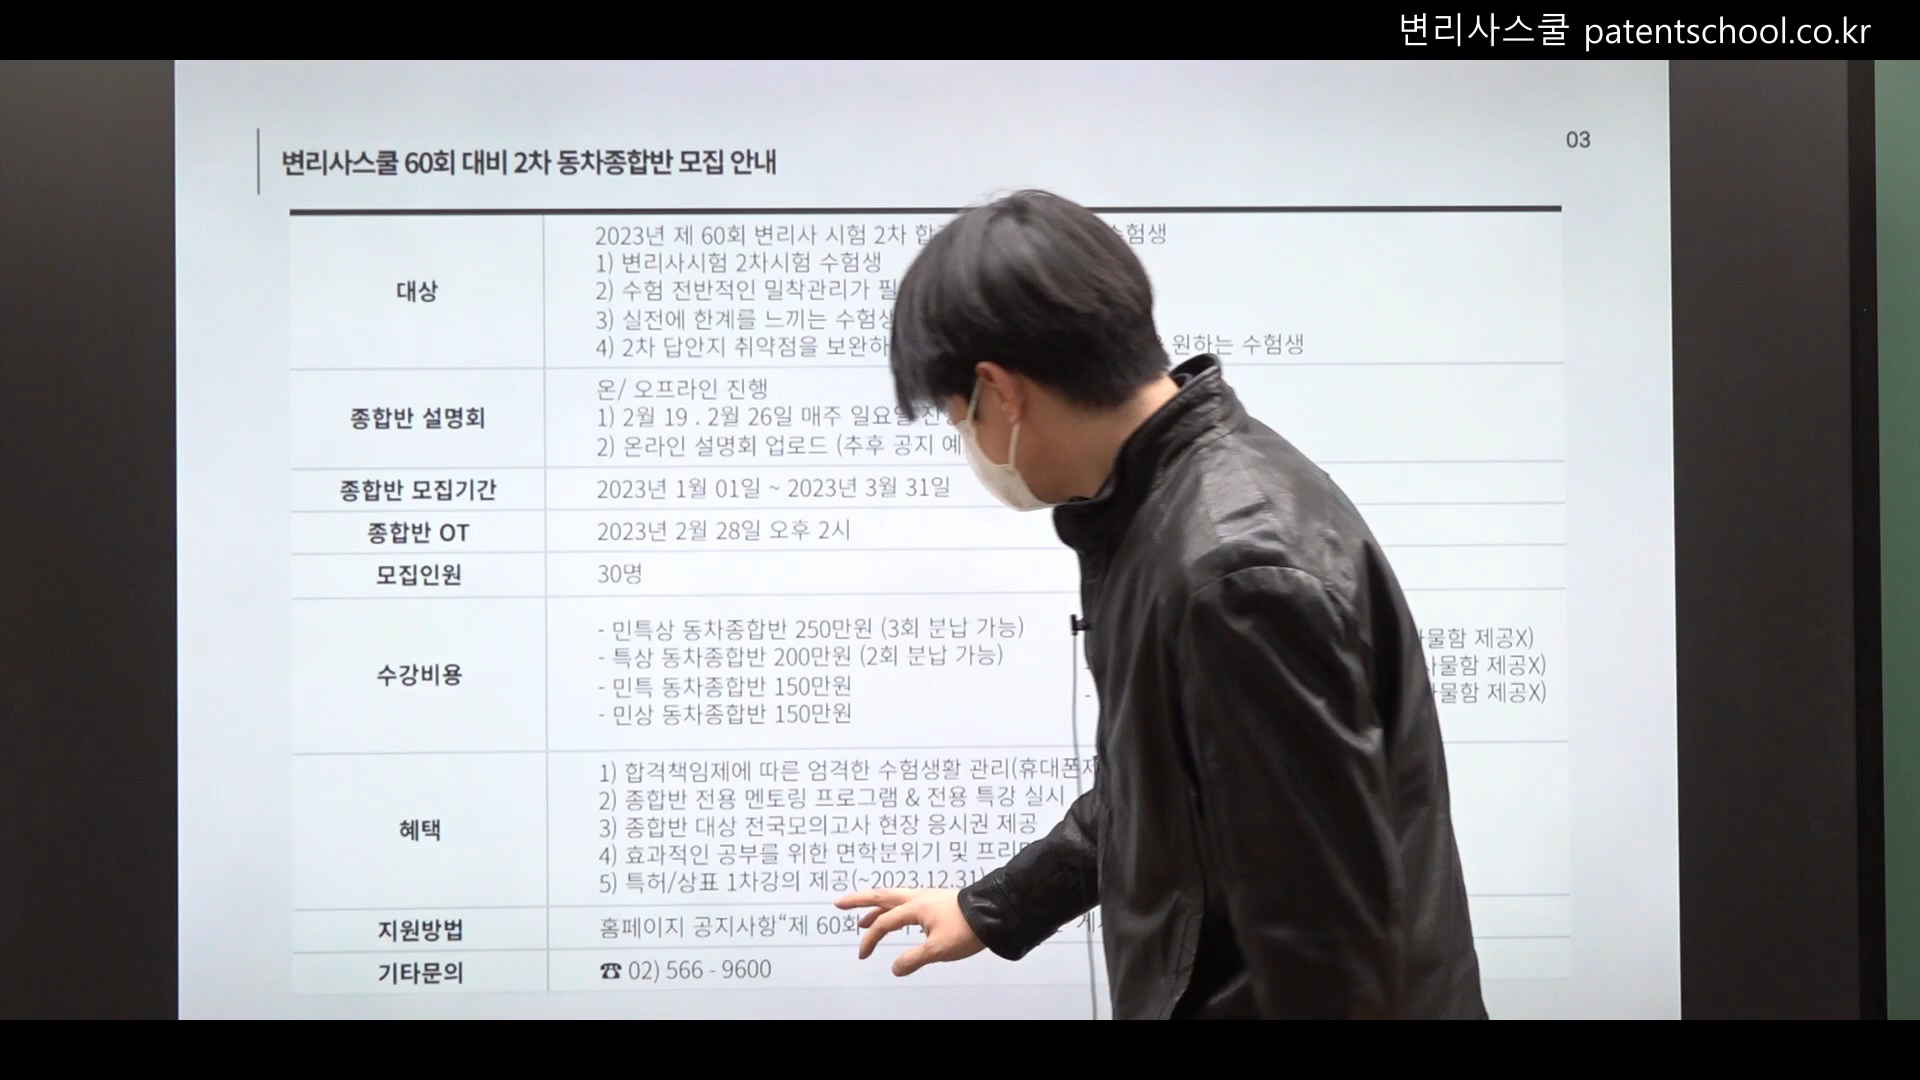 변리사스쿨 patentschool.co.kr
03
변리사스쿨 60회 대비 2차 동차종합반 모집 안내
대상
2023년 제 60회 변리사 시험 2차 수험생
1) 변리사시험 2차시험 수험생
2) 수험 전반적인 밀착관리가
3) 실전에 한계를 느끼는 수험생
4) 2차 답안지 취약점을 원하는 수험생
종합반 설명회
온/ 오프라인 진행
1) 2월 19 . 2월 26일 매주 일요일
2) 온라인 설명회 업로드 (추후 공지
종합반 모집기간
2023년 1월 01일 ~ 2023년 3월 31일
종합반 OT
2023년 2월 28일 오후 2시
모집인원
30명
수강비용
- 민특상 동차종합반 250만원 (3회 분납 가능)
- 특상 동차종합반 200만원 (2회 분납 가능)
- 민특 동차종합반 150만원
- 민상 동차종합반 150만원
제공X)
제공X)
제공X)
혜택
1) 합격책임제에 따른 엄격한 수험생활
2) 종합반 전용 멘토링 프로그램 & 전용 특강 실시
3) 종합반 대상 전국모의고사 현장 응시권 제공
4) 효과적인 공부를 위한 면학분위기 및
5) 특허/상표 1차강의 제공(~2023.12.31)
지원방법
홈페이지 공지사항“제 60회
기타문의
☎ 02) 566 - 9600